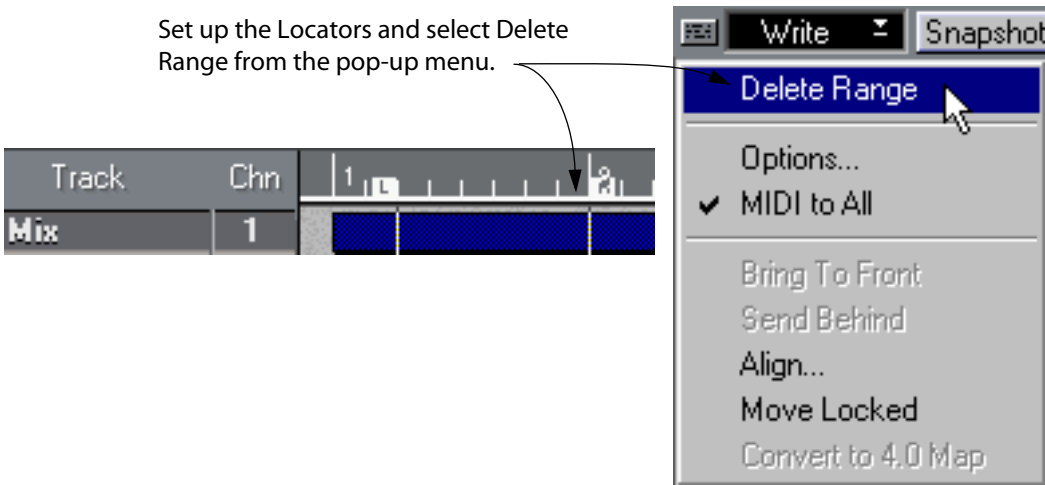 Set up the Locators and select Delete
Range from the pop-up menu.
Write Snapshot
Delete Range
Options...
MIDI to All
Bring To Front
Send Behind
Align...
Move Locked
Convert to 4.0 Map
Track Chn 1 L 2
Mix 1